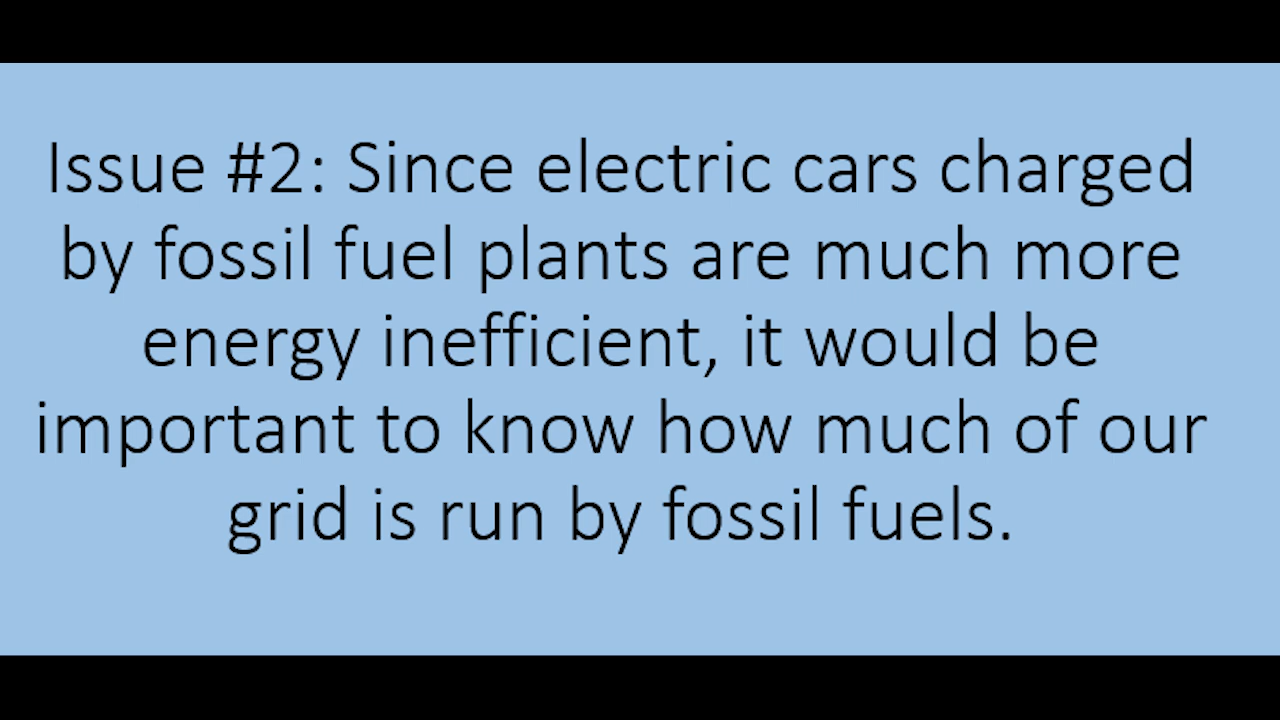 Issue #2: Since electric cars charged
by fossil fuel plants are much more
energy inefficient, it would be
important to know how much of our
grid is run by fossil fuels.